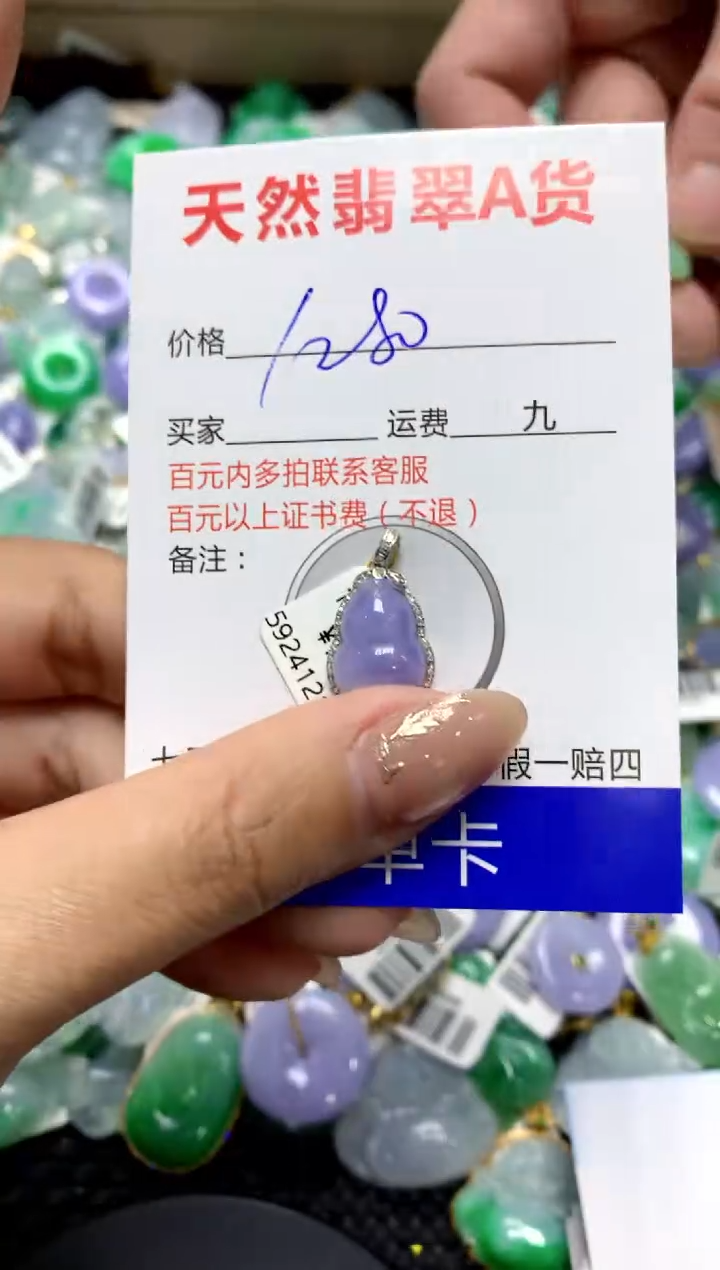 天然翡翠A货
价格 1280
买家 运费 九
百元内多拍联系客服
百元以上证书费（不退）
备注：
592412
假一赔四
单卡